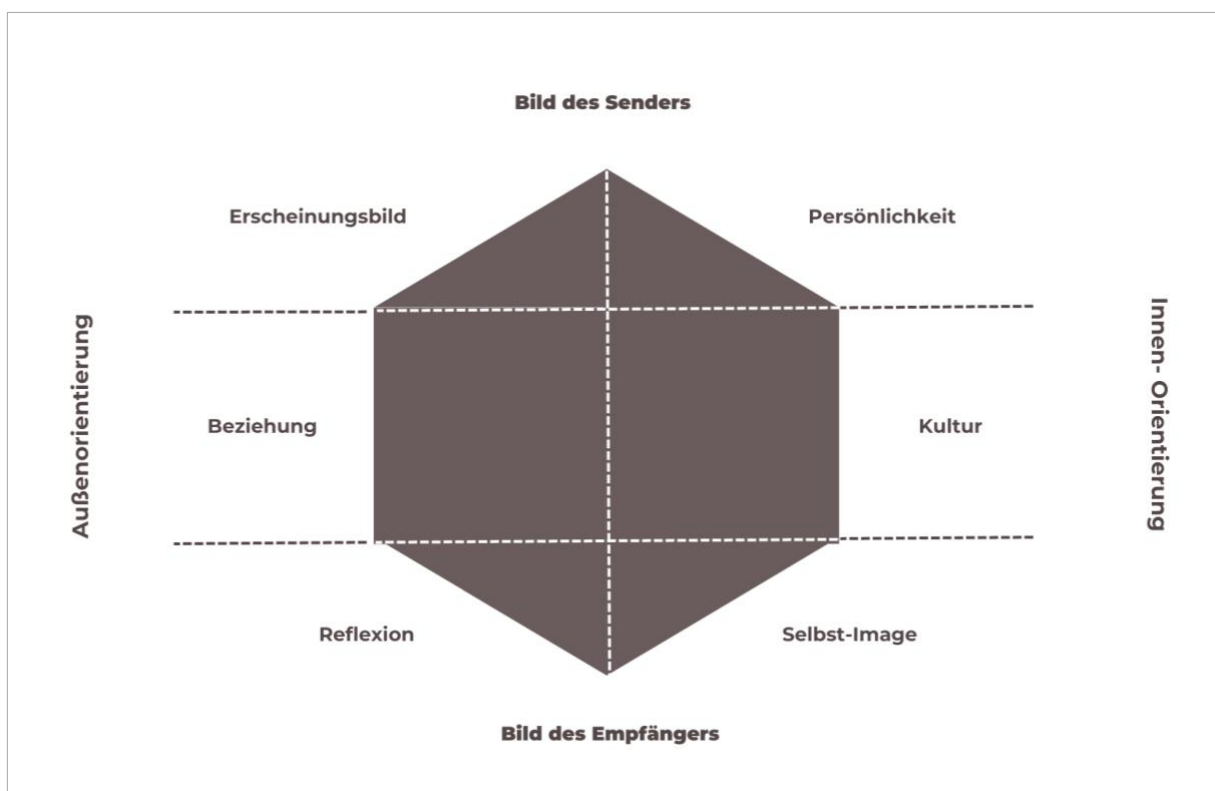 Bild des Senders
Erscheinungsbild
Persönlichkeit
Außenorientierung
Innen- Orientierung
Beziehung
Kultur
Reflexion
Selbst-Image
Bild des Empfängers